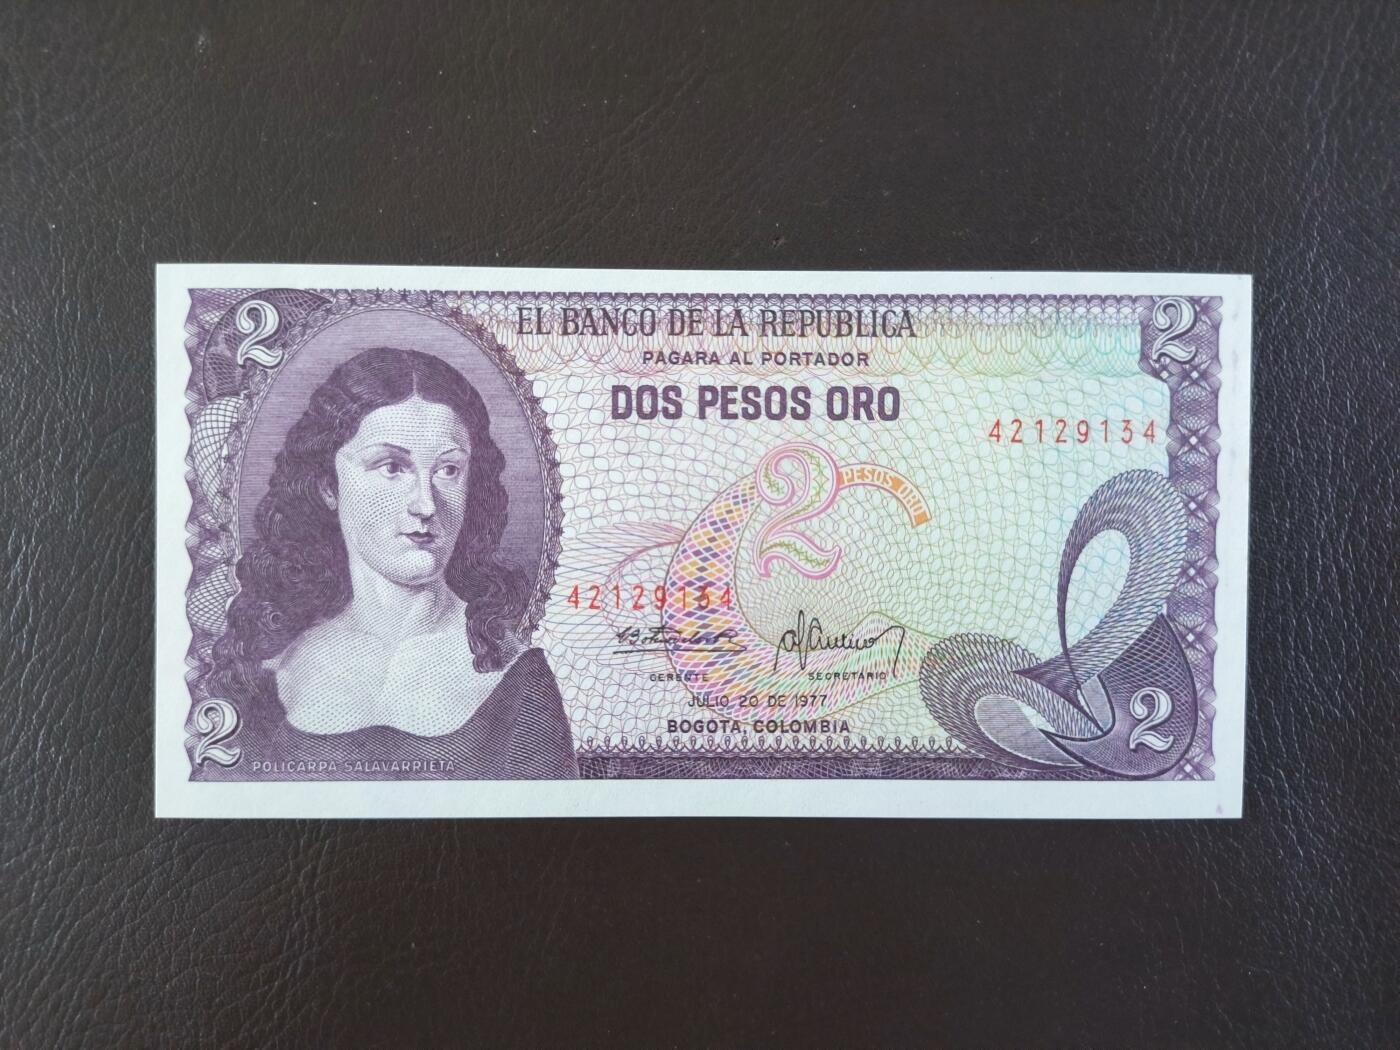 2
2
EL BANCO DE LA REPUBLICA
PAGARA AL PORTADOR
DOS PESOS ORO
42129134
2
PESOS ORO
42129134
GERENTE
SECRETARIO
JULIO 20 DE 1977
BOGOTA, COLOMBIA
2
2
POLICARPA SALAVARRIETA
A